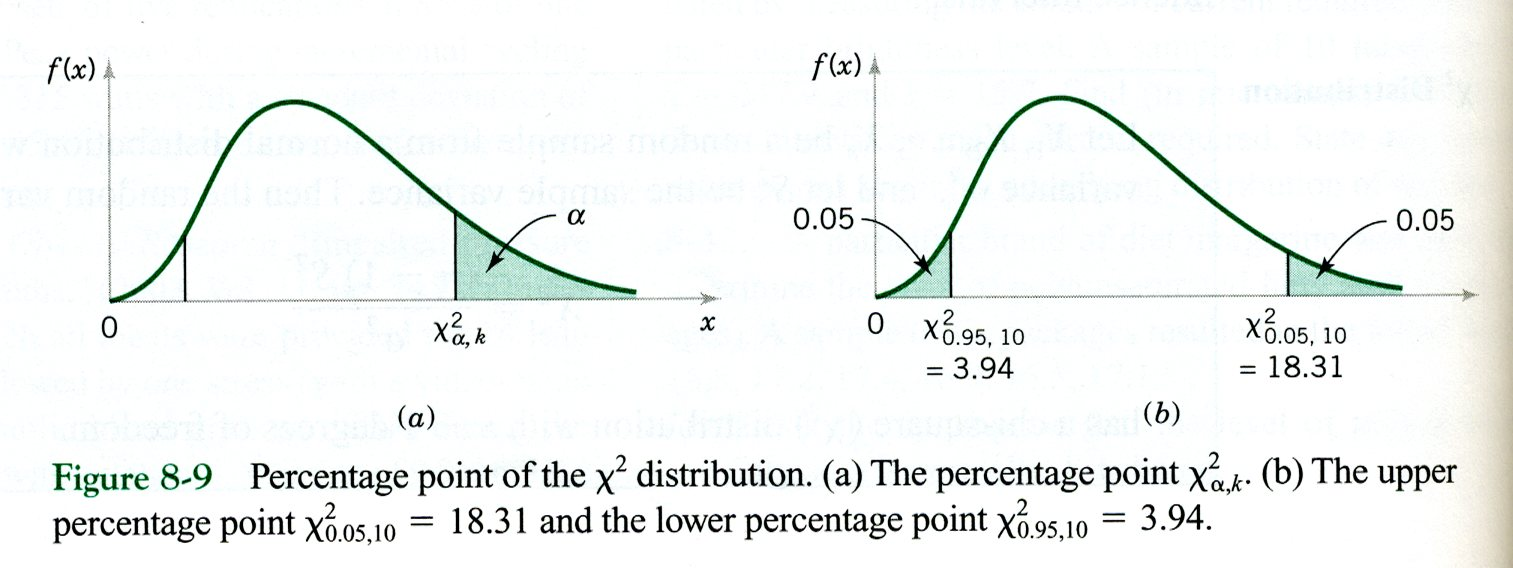 f(x)
α
0
χ²α, k
x
(a)
f(x)
0.05
0.05
0
χ²0.95, 10
= 3.94
χ²0.05, 10
= 18.31
(b)
Figure 8-9 Percentage point of the χ² distribution. (a) The percentage point χ²α,k. (b) The upper
percentage point χ²0.05,10 = 18.31 and the lower percentage point χ²0.95,10 = 3.94.